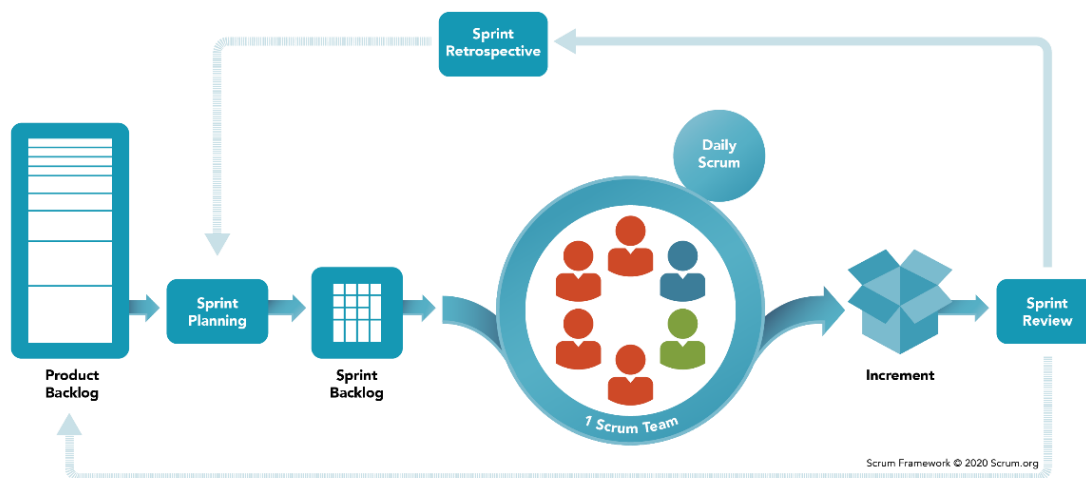 Sprint
Retrospective
Daily
Scrum
Sprint
Planning
Sprint
Review
Product
Backlog
Sprint
Backlog
Increment
1 Scrum Team
Scrum Framework © 2020 Scrum.org